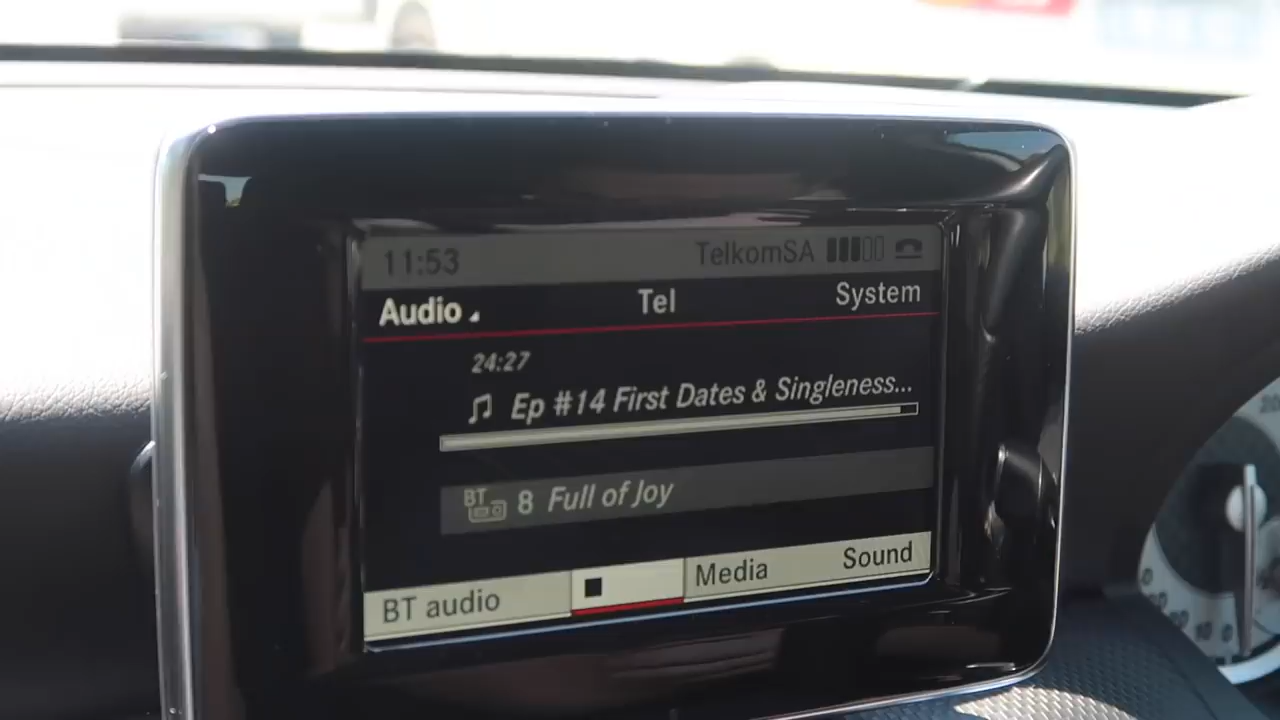 11:53 TelkomSA
Audio Tel System
24:27
Ep #14 First Dates & Singleness...
BT 8 Full of Joy
BT audio Media Sound